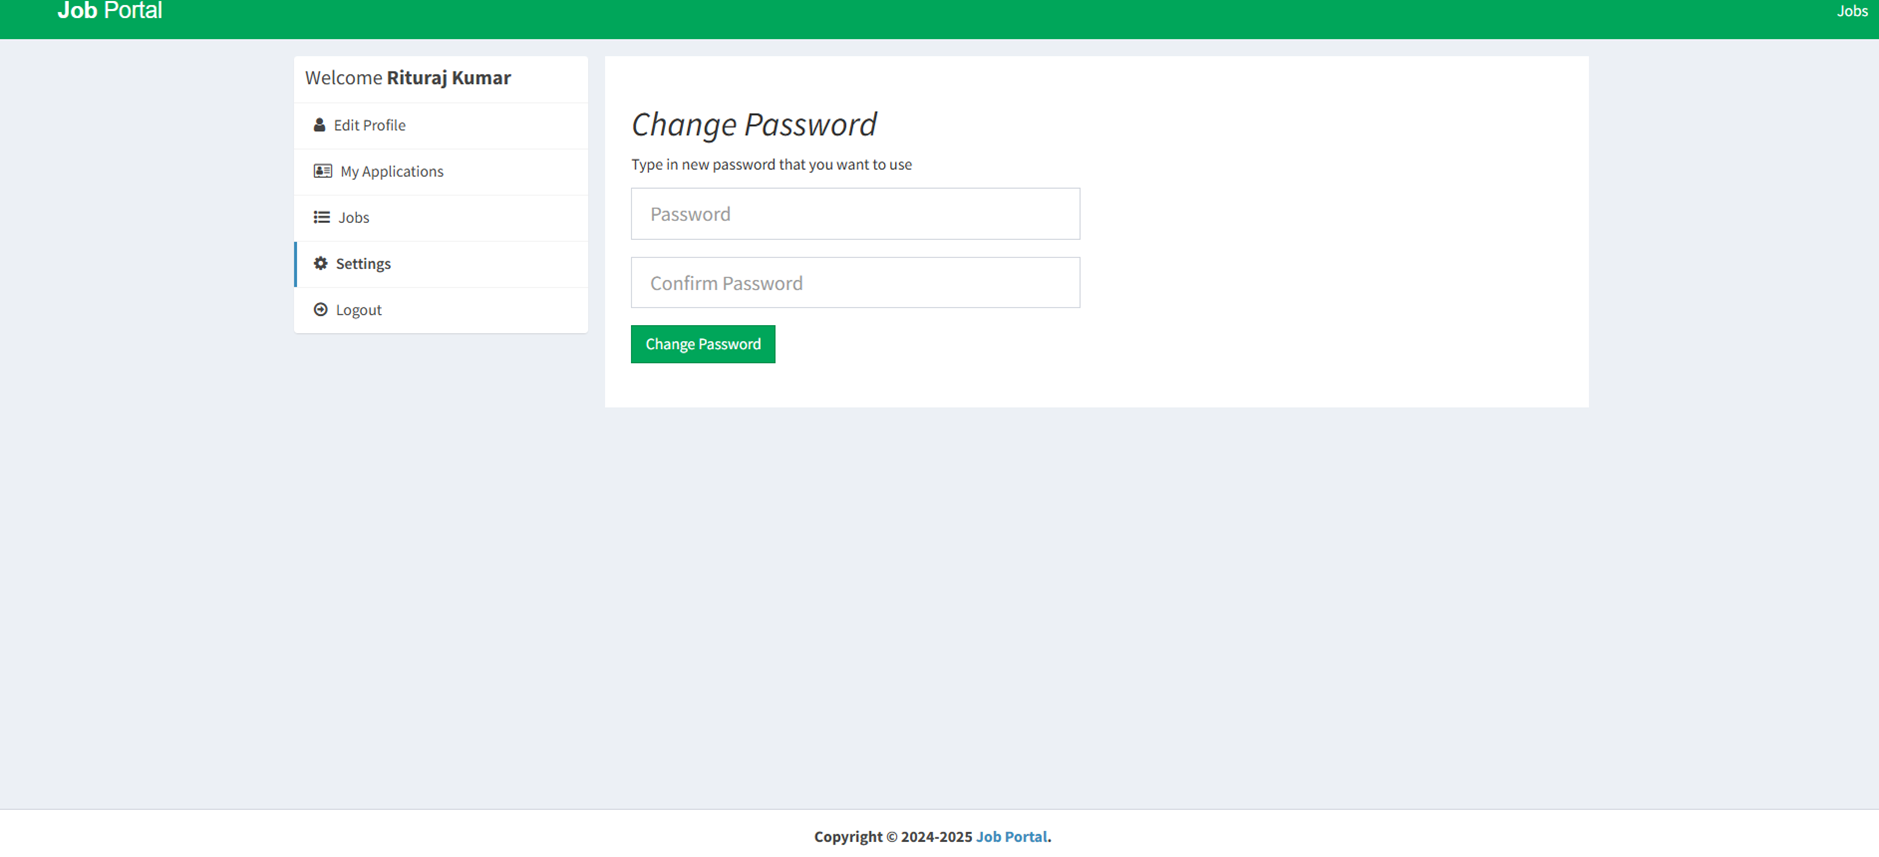 Job Portal
Jobs
Welcome Rituraj Kumar
Edit Profile
My Applications
Jobs
Settings
Logout
Change Password
Type in new password that you want to use
Password
Confirm Password
Change Password
Copyright © 2024-2025 Job Portal.